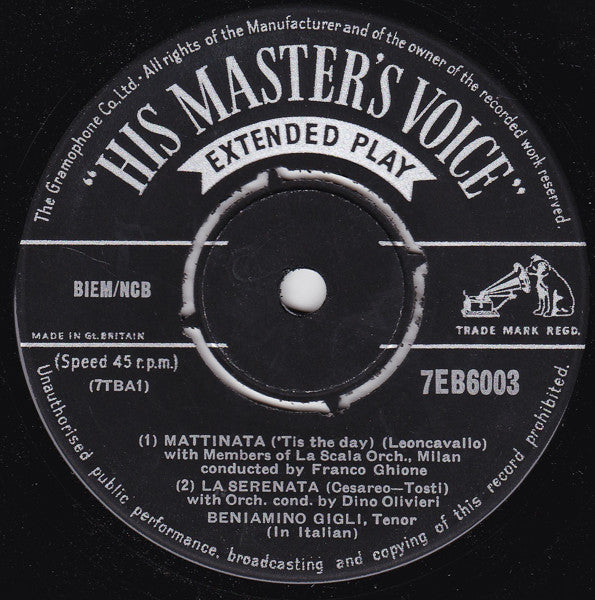 The Gramophone Co. Ltd. All rights of the Manufacturer and of the owner of the recorded work reserved.
"HIS MASTER'S VOICE"
EXTENDED PLAY
BIEM/NCB
TRADE MARK REGD.
MADE IN GT. BRITAIN
(Speed 45 r.p.m.)
(7TBA1)
7EB6003
(1) MATTINATA ('Tis the day) (Leoncavallo)
with Members of La Scala Orch., Milan
conducted by Franco Ghione
(2) LA SERENATA (Cesareo—Tosti)
with Orch. cond. by Dino Olivieri
BENIAMINO GIGLI, Tenor
(In Italian)
Unauthorised public performance, broadcasting and copying of this record prohibited.